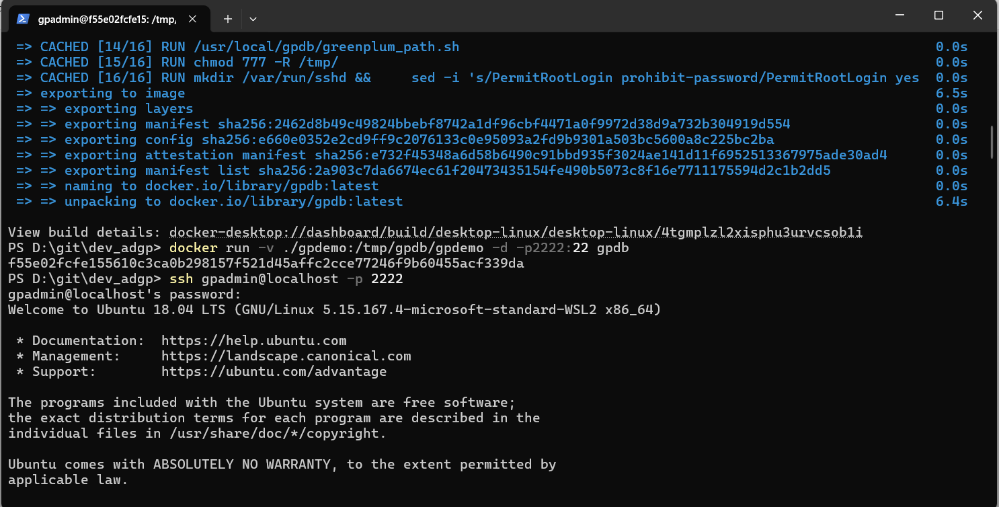 gpadmin@f55e02fcfe15: /tmp/
=> CACHED [14/16] RUN /usr/local/gpdb/greenplum_path.sh 0.0s
=> CACHED [15/16] RUN chmod 777 -R /tmp/ 0.0s
=> CACHED [16/16] RUN mkdir /var/run/sshd &&     sed -i 's/PermitRootLogin prohibit-password/PermitRootLogin yes 0.0s
=> exporting to image 6.5s
=> => exporting layers 0.0s
=> => exporting manifest sha256:2462d8b49c49824bbebf8742a1df96cbf4471a0f9972d38d9a732b304919d554 0.0s
=> => exporting config sha256:e660e0352e2cd9ff9c2076133c0e95093a2fd9b9301a503bc5600a8c225bc2ba 0.0s
=> => exporting attestation manifest sha256:e732f45348a6d58b6490c91bbd935f3024ae141d11f6952513367975ade30ad4 0.0s
=> => exporting manifest list sha256:2a903c7da6674ec61f20473435154fe490b5073c8f16e7711175594d2c1b2dd5 0.0s
=> => naming to docker.io/library/gpdb:latest 0.0s
=> => unpacking to docker.io/library/gpdb:latest 6.4s
View build details: docker-desktop://dashboard/build/desktop-linux/desktop-linux/4tgmplzl2xisphu3urvcsob1i
PS D:\git\dev_adgp> docker run -v ./gpdemo:/tmp/gpdb/gpdemo -d -p2222:22 gpdb
f55e02fcfe155610c3ca0b298157f521d45affc2cce77246f9b60455acf339da
PS D:\git\dev_adgp> ssh gpadmin@localhost -p 2222
gpadmin@localhost's password:
Welcome to Ubuntu 18.04 LTS (GNU/Linux 5.15.167.4-microsoft-standard-WSL2 x86_64)
* Documentation:  https://help.ubuntu.com
* Management:     https://landscape.canonical.com
* Support:        https://ubuntu.com/advantage
The programs included with the Ubuntu system are free software;
the exact distribution terms for each program are described in the
individual files in /usr/share/doc/*/copyright.
Ubuntu comes with ABSOLUTELY NO WARRANTY, to the extent permitted by
applicable law.